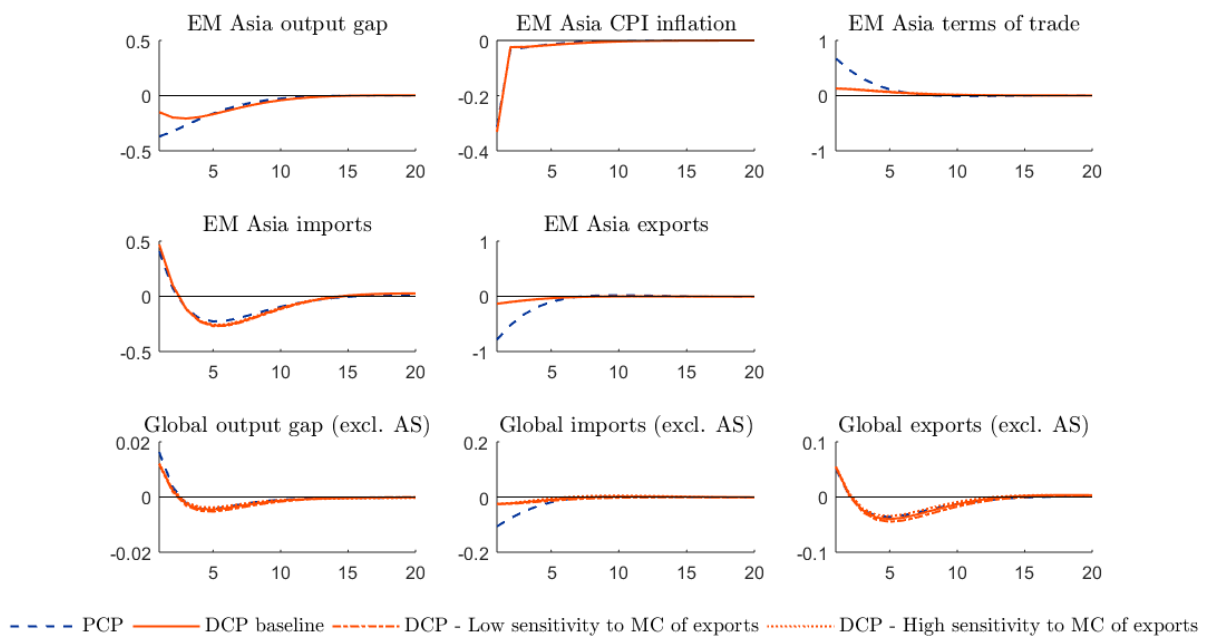 EM Asia output gap
0.5
0
-0.5
5 10 15 20
EM Asia CPI inflation
0
-0.2
-0.4
5 10 15 20
EM Asia terms of trade
1
0
-1
5 10 15 20
EM Asia imports
0.5
0
-0.5
5 10 15 20
EM Asia exports
1
0
-1
5 10 15 20
Global output gap (excl. AS)
0.02
0
-0.02
5 10 15 20
Global imports (excl. AS)
0.2
0
-0.2
5 10 15 20
Global exports (excl. AS)
0.1
0
-0.1
5 10 15 20
PCP DCP baseline DCP - Low sensitivity to MC of exports DCP - High sensitivity to MC of exports